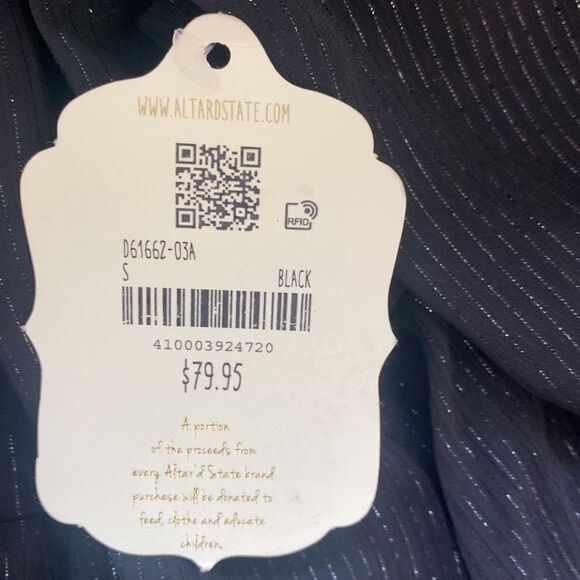 WWW.ALTARDSTATE.COM
RFID
D61662-03A
S BLACK
410003924720
$79.95
A portion
of the proceeds from
every Altar'd State brand
purchase will be donated to
feed, clothe and educate
children.